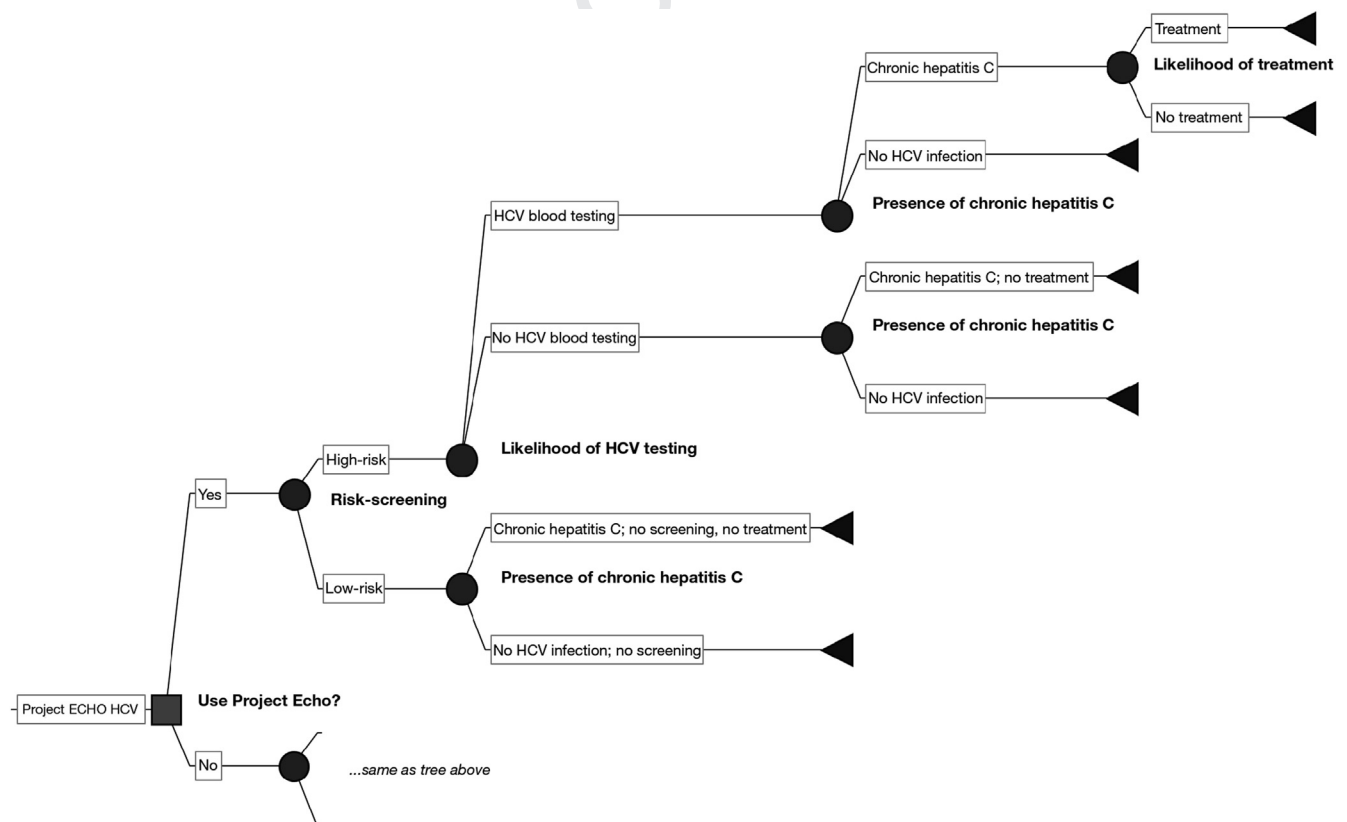 Treatment
Likelihood of treatment
Chronic hepatitis C
No treatment
No HCV infection
Presence of chronic hepatitis C
HCV blood testing
Chronic hepatitis C; no treatment
Presence of chronic hepatitis C
No HCV blood testing
No HCV infection
Likelihood of HCV testing
High-risk
Yes
Risk-screening
Chronic hepatitis C; no screening, no treatment
Presence of chronic hepatitis C
Low-risk
No HCV infection; no screening
Use Project Echo?
Project ECHO HCV
No
...same as tree above